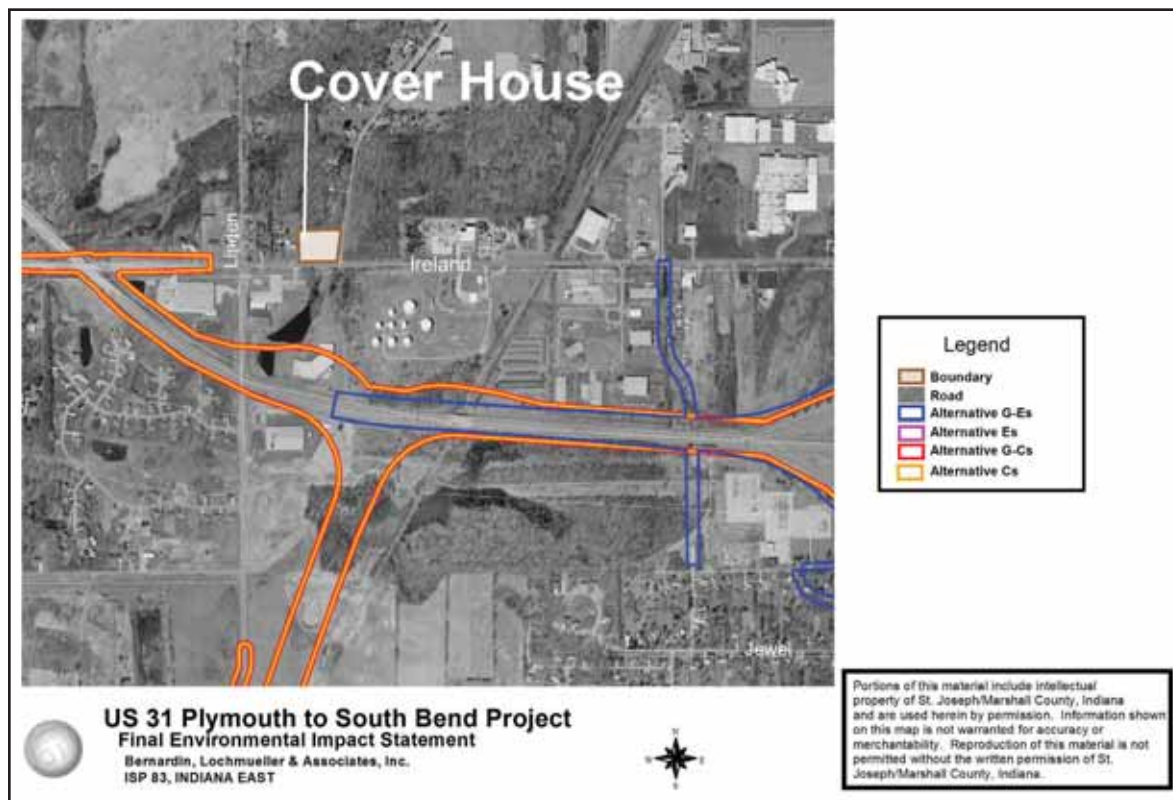 Cover House
Linden
Ireland
Jewel
Legend
Boundary
Road
Alternative G-Es
Alternative Es
Alternative G-Cs
Alternative Cs
US 31 Plymouth to South Bend Project
Final Environmental Impact Statement
Bernardin, Lochmueller & Associates, Inc.
ISP 83, INDIANA EAST
N
W
E
S
Portions of this material include intellectual
property of St. Joseph/Marshall County, Indiana
and are used herein by permission. Information shown
on this map is not warranted for accuracy or
merchantability. Reproduction of this material is not
permitted without the written permission of St.
Joseph/Marshall County, Indiana.